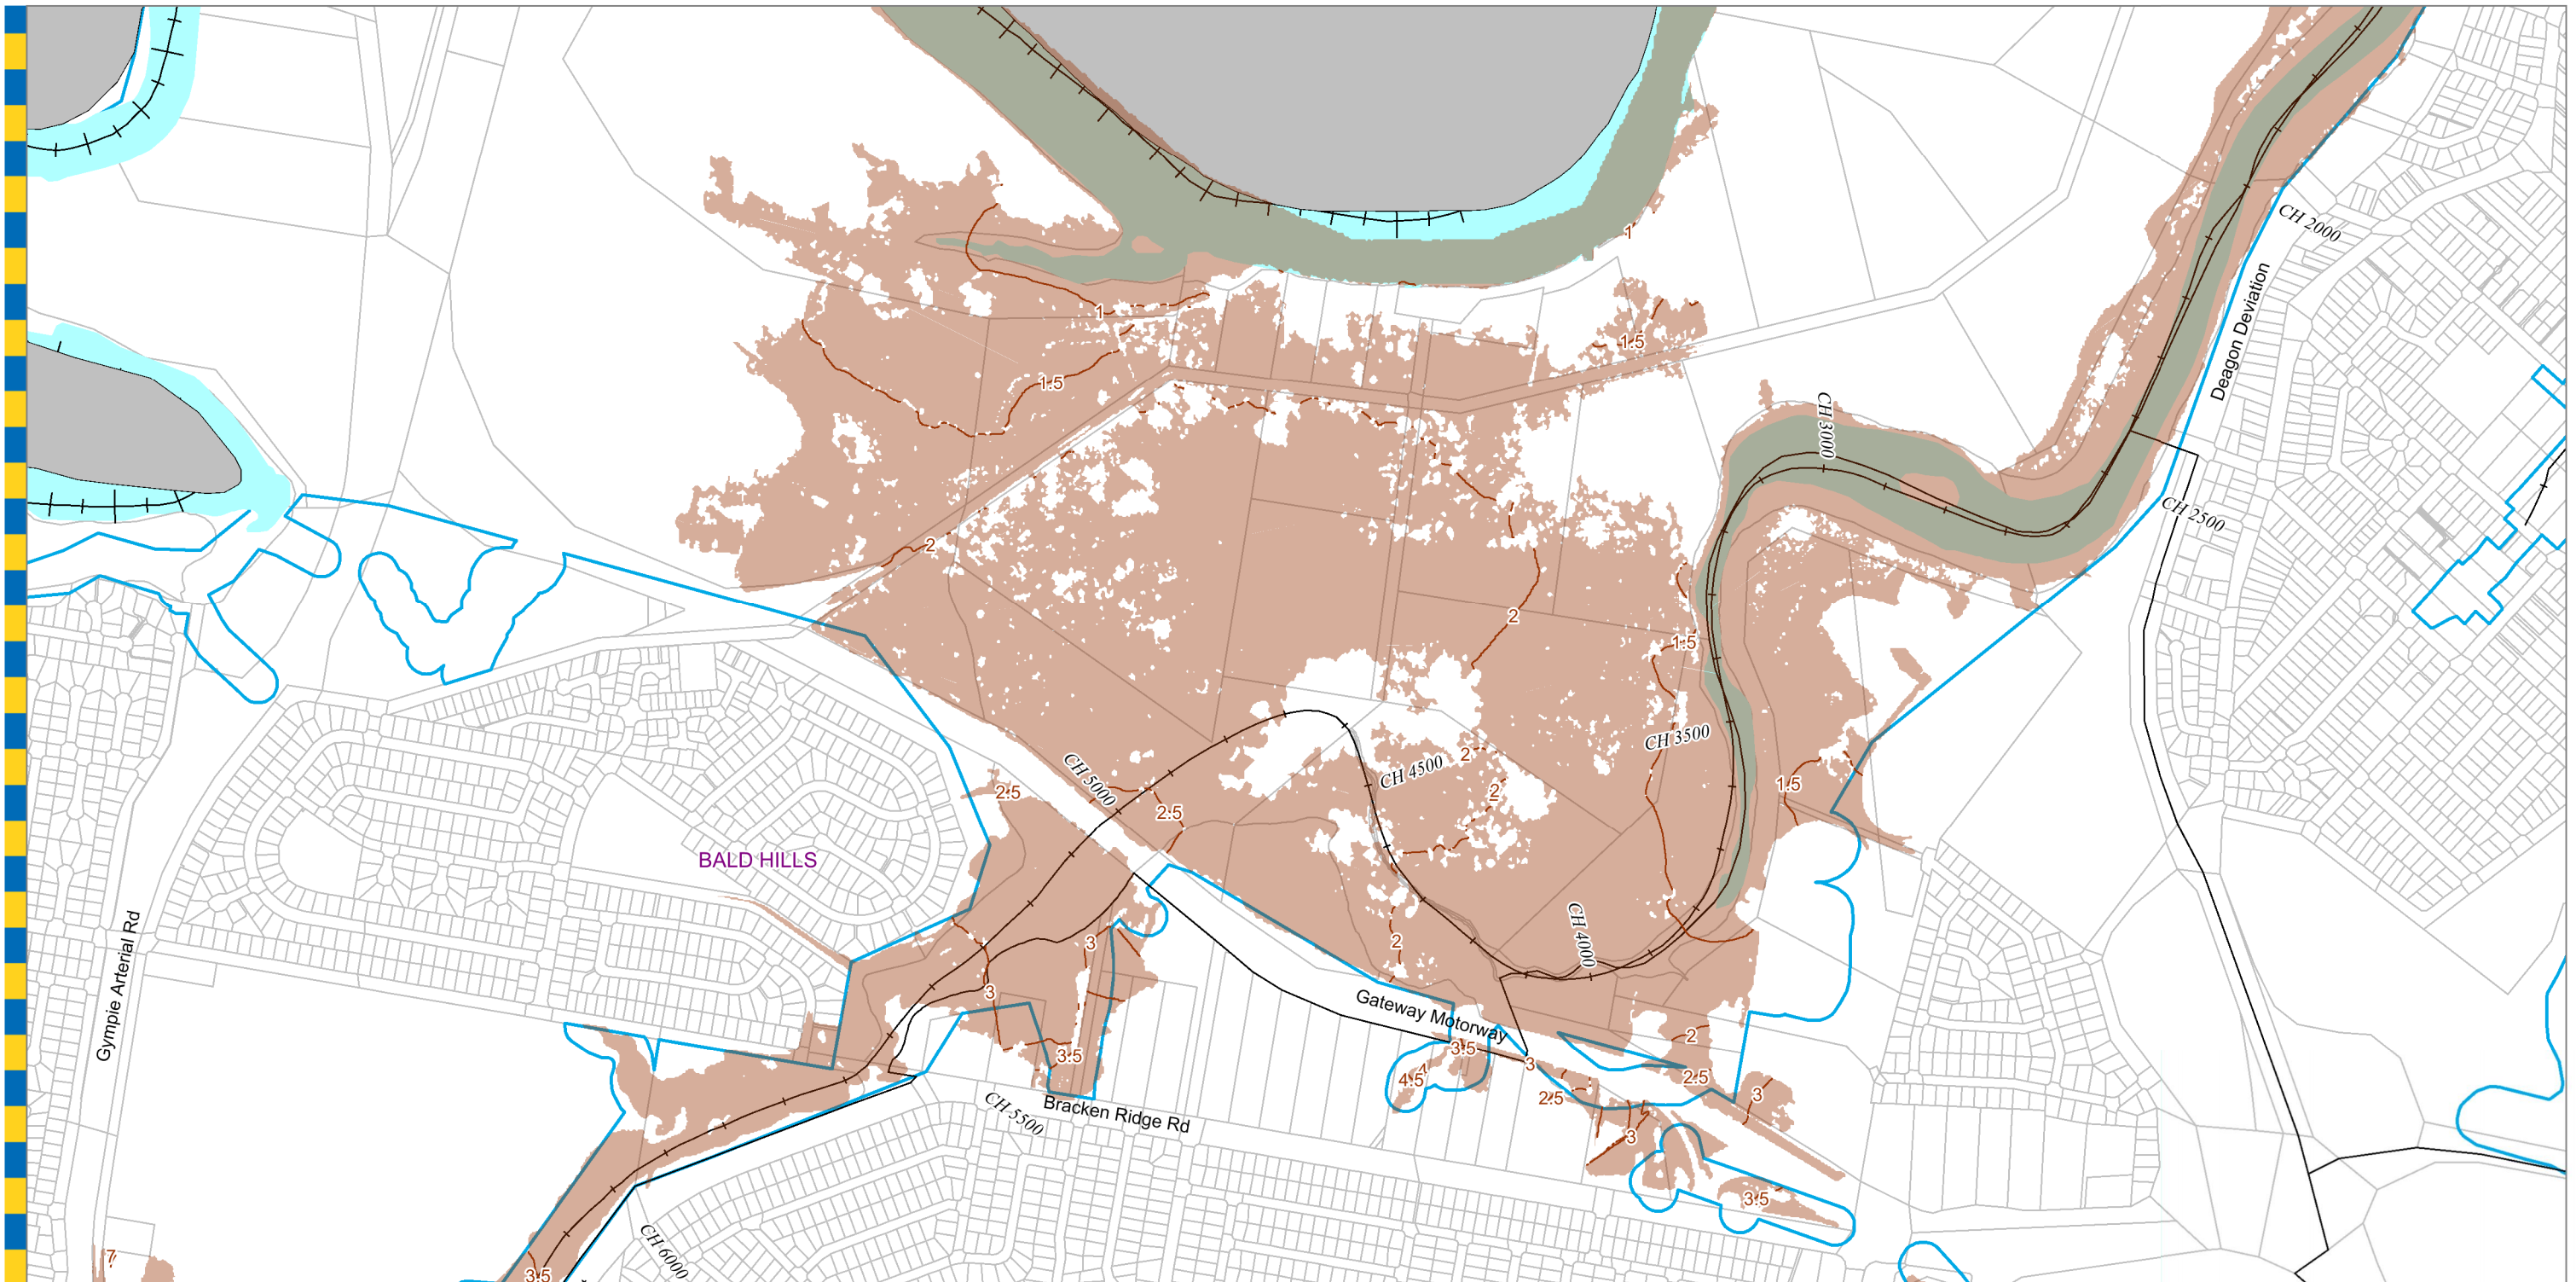 CH 2000
1
Deagon Deviation
1
1.5
1.5
CH 3000
CH 2500
2
2
1.5
CH 3500
2
CH 4500
CH 5000
2.5
2
1.5
2.5
BALD HILLS
Gympie Arterial Rd
CH 4000
3
2
3
Gateway Motorway
2
3.5
3.5
3
4.5
2.5
2.5
3
Bracken Ridge Rd
CH 5500
3
3.5
CH 6000
7
3.5